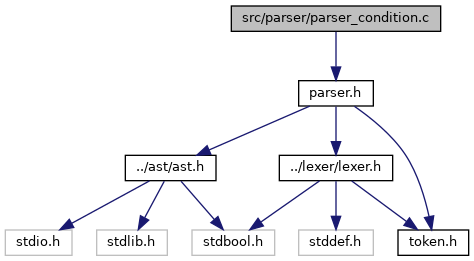 src/parser/parser_condition.c
parser.h
../ast/ast.h
../lexer/lexer.h
stdio.h
stdlib.h
stdbool.h
stddef.h
token.h